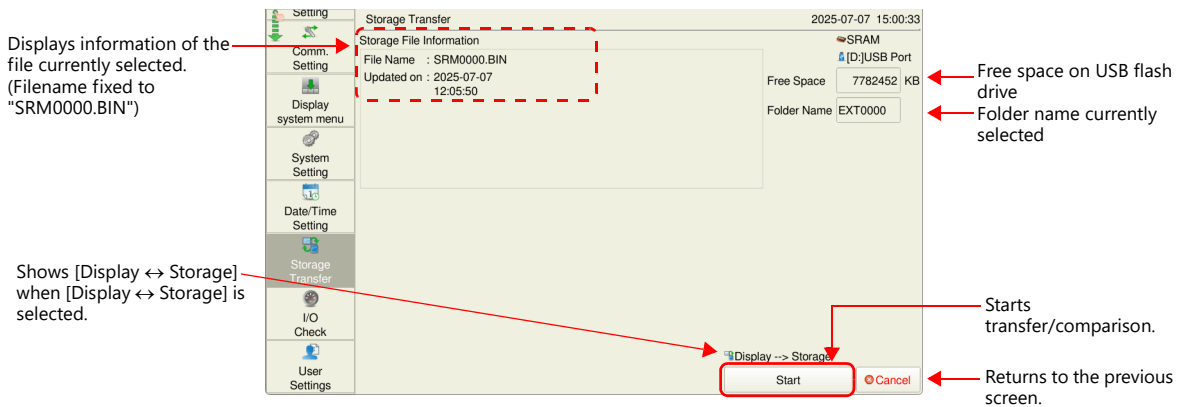 Displays information of the
file currently selected.
(Filename fixed to
"SRM0000.BIN")
Shows [Display ↔ Storage]
when [Display ↔ Storage] is
selected.
Setting
Comm.
Setting
Display
system menu
System
Setting
Date/Time
Setting
Storage
Transfer
I/O
Check
User
Settings
Storage Transfer
2025-07-07 15:00:33
Storage File Information
File Name : SRM0000.BIN
Updated on : 2025-07-07
12:05:50
SRAM
[D:]USB Port
Free Space 7782452 KB
Folder Name EXT0000
Display --> Storage
Start
Cancel
Free space on USB flash
drive
Folder name currently
selected
Starts
transfer/comparison.
Returns to the previous
screen.